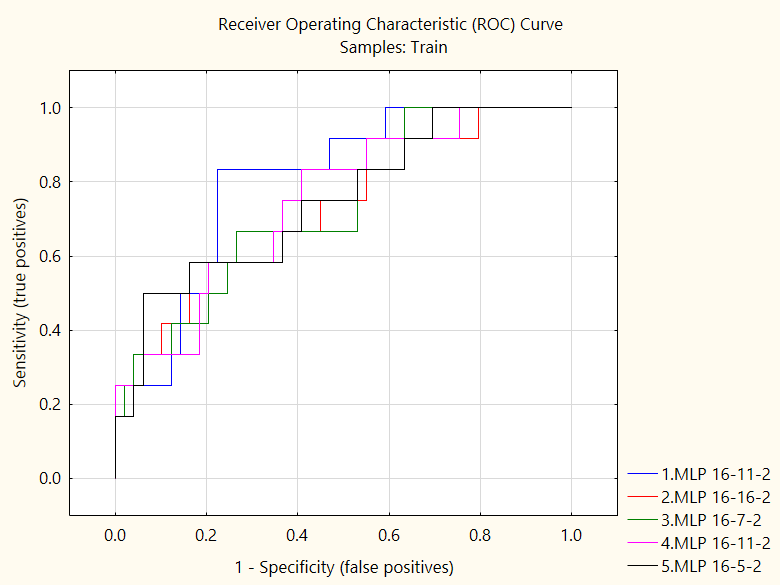 Receiver Operating Characteristic (ROC) Curve
Samples: Train
1.0
0.8
0.6
0.4
0.2
0.0
Sensitivity (true positives)
0.0 0.2 0.4 0.6 0.8 1.0
1 - Specificity (false positives)
1.MLP 16-11-2
2.MLP 16-16-2
3.MLP 16-7-2
4.MLP 16-11-2
5.MLP 16-5-2